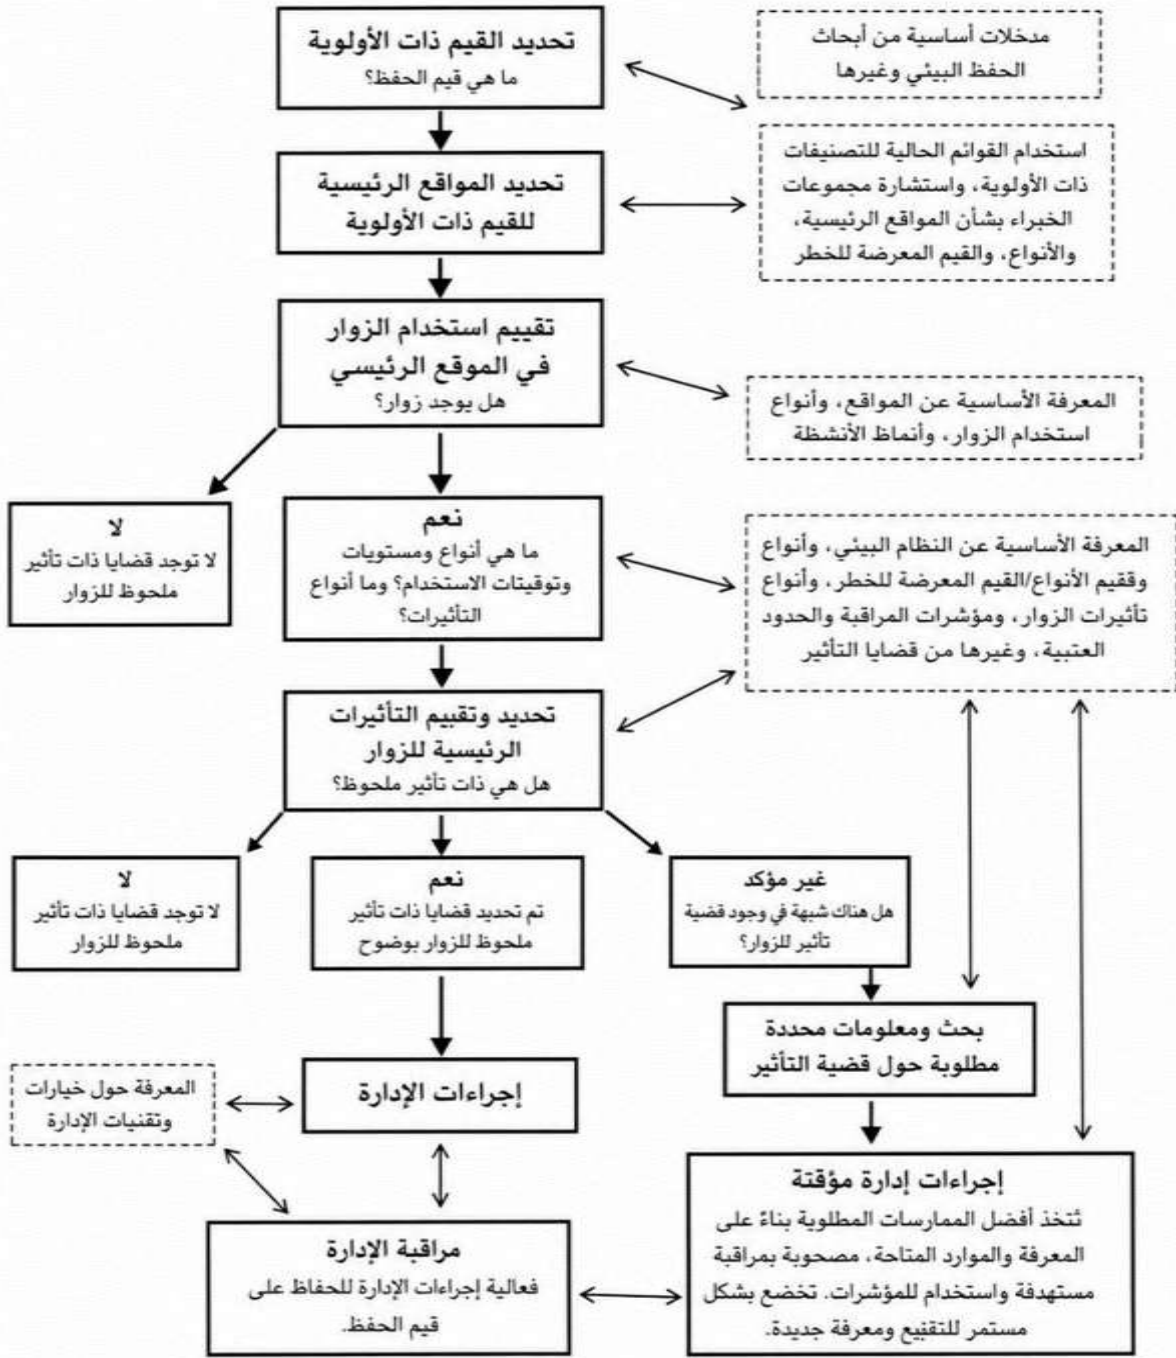 تحديد القيم ذات الأولوية
ما هي قيم الحفظ؟
مدخلات أساسية من أبحاث
الحفظ البيئي وغيرها
تحديد المواقع الرئيسية
للقيم ذات الأولوية
استخدام القوائم الحالية للتصنيفات
ذات الأولوية، واستشارة مجموعات
الخبراء بشأن المواقع الرئيسية،
والأنواع، والقيم المعرضة للخطر
تقييم استخدام الزوار
في الموقع الرئيسي
هل يوجد زوار؟
المعرفة الأساسية عن المواقع، وأنواع
استخدام الزوار، وأنماظ الأنشظة
لا
لا توجد قضايا ذات تأثير
ملحوظ للزوار
نعم
ما هي أنواع ومستويات
وتوقيتات الاستخدام؟ وما أنواع
التأثيرات؟
المعرفة الأساسية عن النظام البيئي، وأنواع
وققيم الأنواع/القيم المعرضة للخطر، وأنواع
تأثيرات الزوار، ومؤشرات المراقبة والحدود
العتبية، وغيرها من قضايا التأثير
تحديد وتقييم التأثيرات
الرئيسية للزوار
هل هي ذات تأثير ملحوظ؟
لا
لا توجد قضايا ذات تأثير
ملحوظ للزوار
نعم
تم تحديد قضايا ذات تأثير
ملحوظ للزوار بوضوح
غير مؤكد
هل هناك شبهة في وجود قضية
تأثير للزوار؟
بحث ومعلومات محددة
مطلوبة حول قضية التأثير
المعرفة حول خيارات
وتقنيات الإدارة
إجراءات الإدارة
إجراءات إدارة مؤقتة
تُتخذ أفضل الممارسات المطلوبة بناءً على
المعرفة والموارد المتاحة، مصحوبة بمراقبة
مستهدفة واستخدام للمؤشرات. تخضع بشكل
مستمر للتقييع ومعرفة جديدة.
مراقبة الإدارة
فعالية إجراءات الإدارة للحفاظ على
قيم الحفظ.